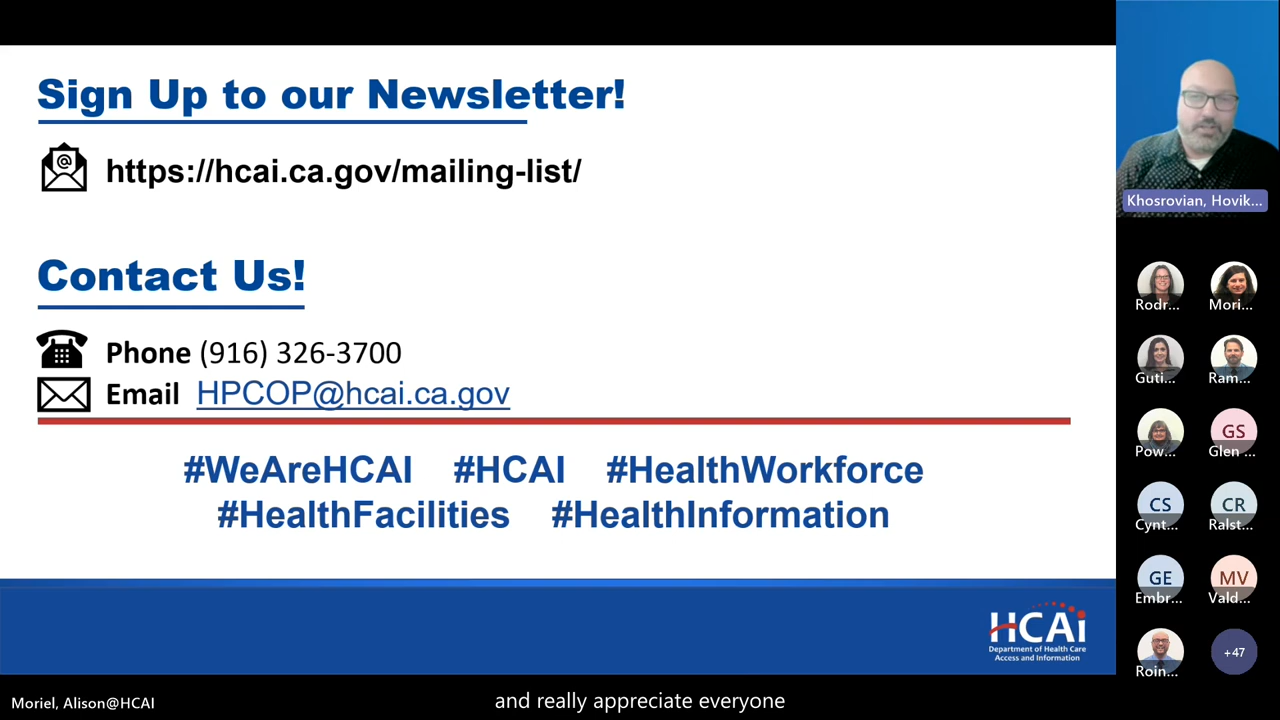 Sign Up to our Newsletter!
@
https://hcai.ca.gov/mailing-list/
Contact Us!
Phone (916) 326-3700
Email HPCOP@hcai.ca.gov
#WeAreHCAI #HCAI #HealthWorkforce
#HealthFacilities #HealthInformation
HCAi
Department of Health Care
Access and Information
Khosrovian, Hovik...
Rodr... Mori...
Guti... Ram...
GS
Pow... Glen ...
CS CR
Cynt... Ralst...
GE MV
Embr... Vald...
+47
Roin...
Moriel, Alison@HCAI
and really appreciate everyone